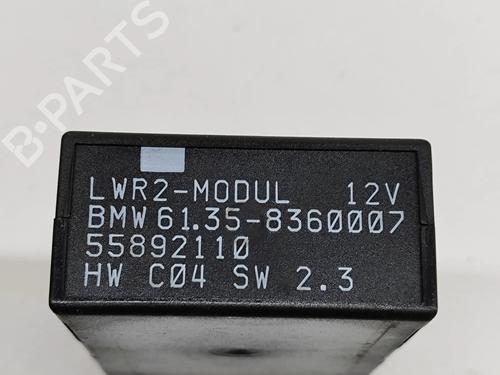 B-PARTS
LWR2-MODUL 12V
BMW 61.35-8360007
55892110
HW C04 SW 2.3